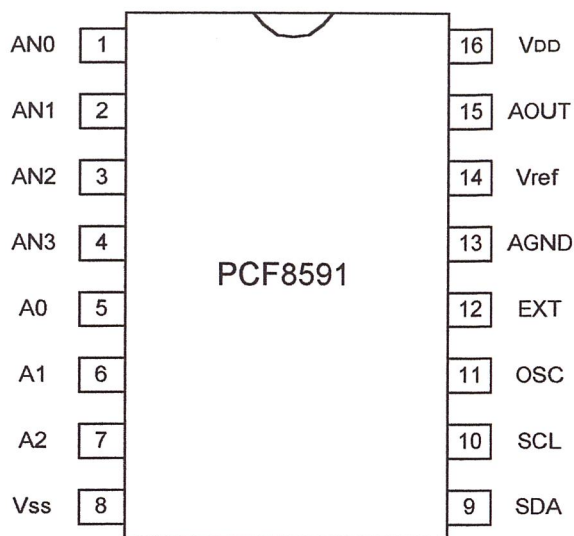 AN0 1 16 VDD
AN1 2 15 AOUT
AN2 3 14 Vref
AN3 4 13 AGND
PCF8591
A0 5 12 EXT
A1 6 11 OSC
A2 7 10 SCL
Vss 8 9 SDA